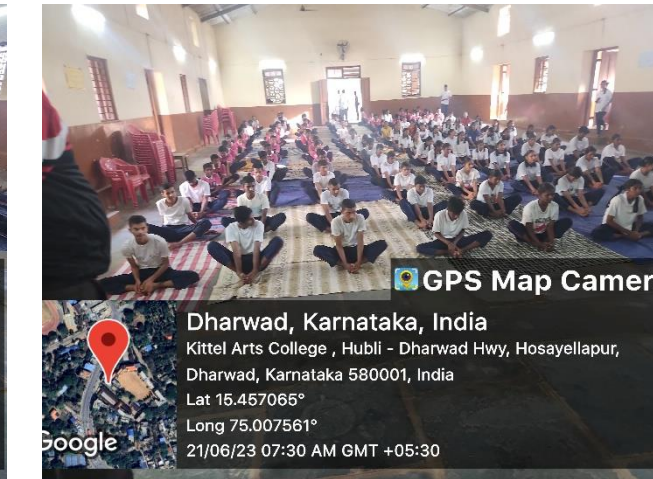 GPS Map Camer
Dharwad, Karnataka, India
Kittel Arts College , Hubli - Dharwad Hwy, Hosayellapur,
Dharwad, Karnataka 580001, India
Lat 15.457065°
Long 75.007561°
21/06/23 07:30 AM GMT +05:30
Google